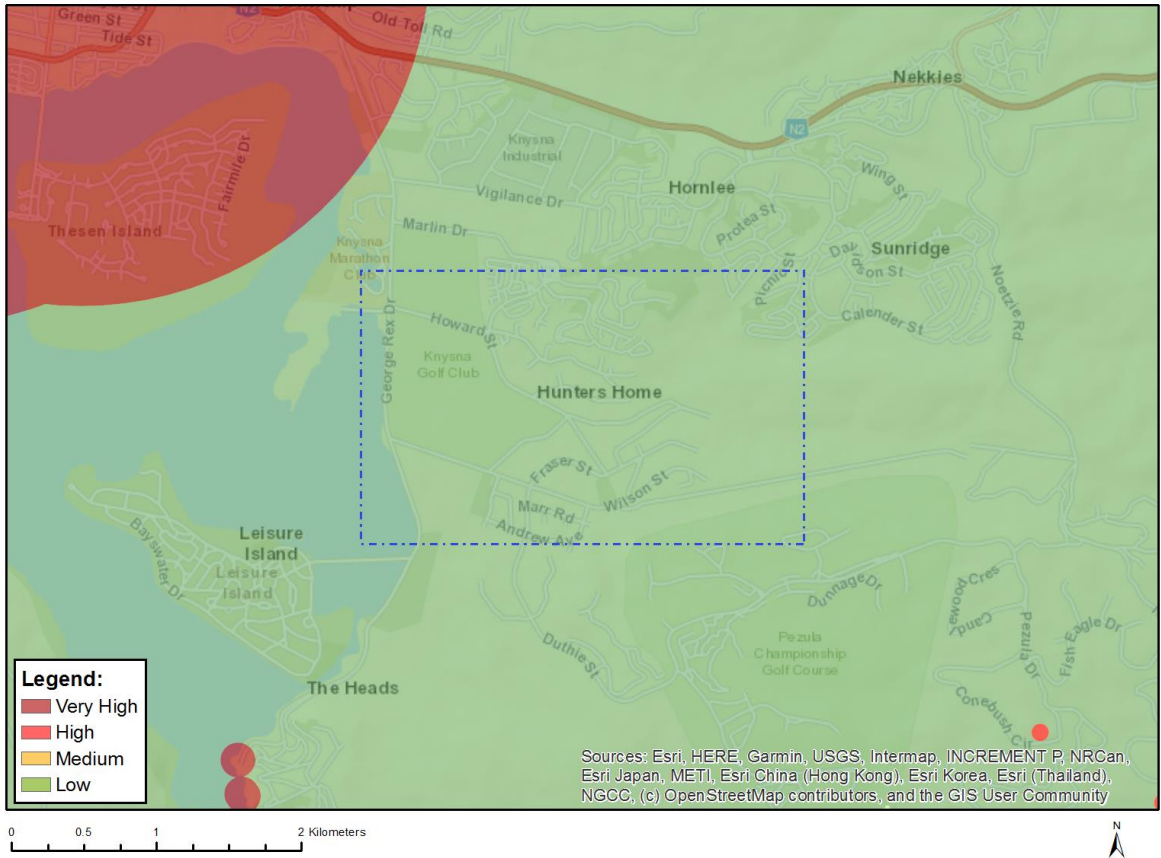 Green St
Tide St
N2
Old Toll Rd
Nekkies
N2
Knysna
Industrial
Hornlee
Wing St
Vigilance Dr
Fairmile Dr
Thesen Island
Marlin Dr
Protea St
Sunridge
Davidson St
Knysna
Marathon
Club
Picnic St
Noetzie Rd
George Rex Dr
Howard St
Calender St
Knysna
Golf Club
Hunters Home
Fraser St
Wilson St
Marr Rd
Andrew Ave
Bayswater Dr
Leisure
Island
Leisure
Island
Dunnage Dr
Candlewood Cres
Pezula Dr
Fish Eagle Dr
Duthie St
Pezula
Championship
Golf Course
The Heads
Conebush Cir
Legend:
Very High
High
Medium
Low
Sources: Esri, HERE, Garmin, USGS, Intermap, INCREMENT P, NRCan,
Esri Japan, METI, Esri China (Hong Kong), Esri Korea, Esri (Thailand),
NGCC, (c) OpenStreetMap contributors, and the GIS User Community
0 0.5 1 2 Kilometers
N